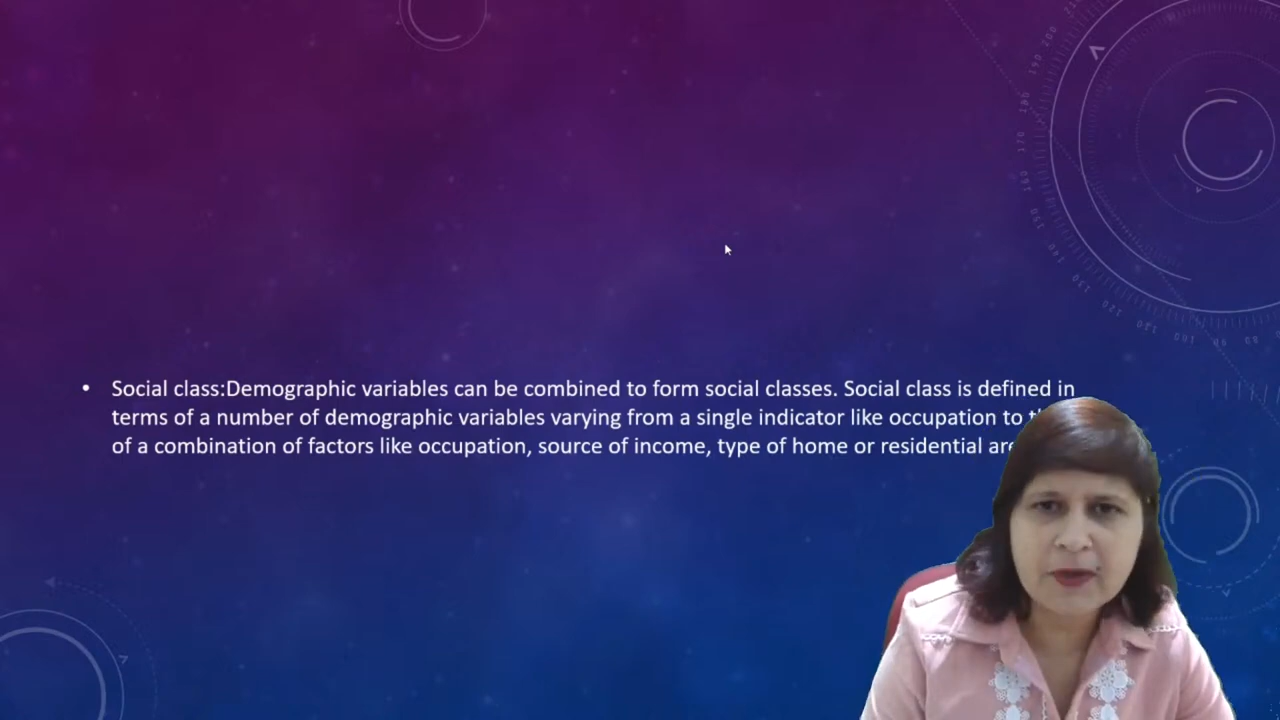 • Social class:Demographic variables can be combined to form social classes. Social class is defined in
terms of a number of demographic variables varying from a single indicator like occupation to
of a combination of factors like occupation, source of income, type of home or residential